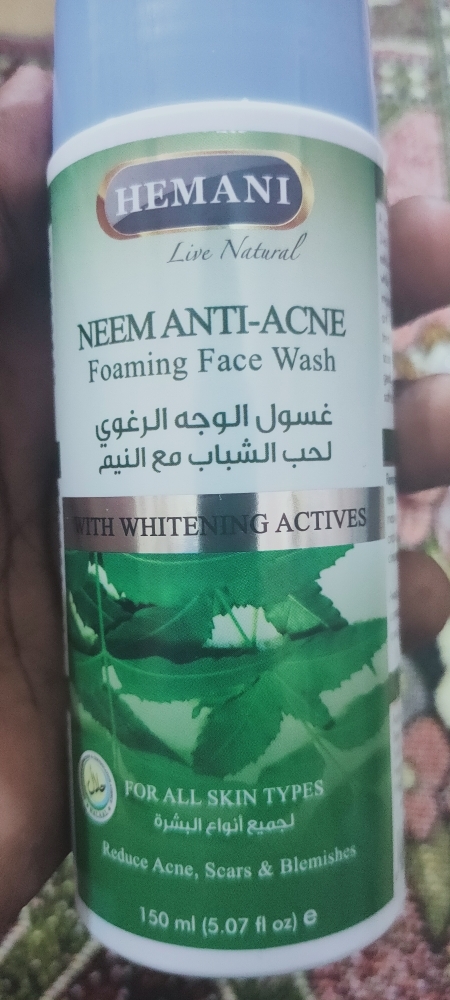 HEMANI
Live Natural
NEEM ANTI-ACNE
Foaming Face Wash
غسول الوجه الرغوي
لحب الشباب مع النيم
WITH WHITENING ACTIVES
حلال
FOR ALL SKIN TYPES
لجميع أنواع البشرة
Reduce Acne, Scars & Blemishes
150 ml (5.07 fl oz) e